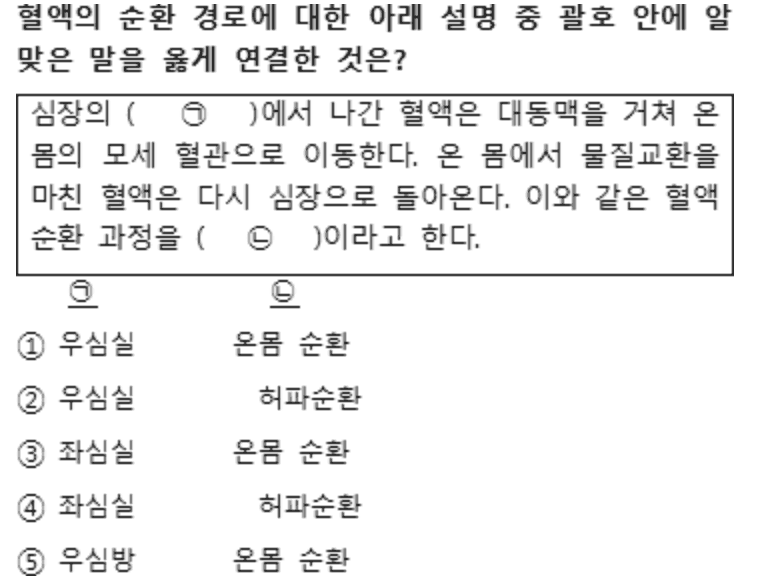 혈액의 순환 경로에 대한 아래 설명 중 괄호 안에 알
맞은 말을 옳게 연결한 것은?
심장의 ( ㉠ )에서 나간 혈액은 대동맥을 거쳐 온
몸의 모세 혈관으로 이동한다. 온 몸에서 물질교환을
마친 혈액은 다시 심장으로 돌아온다. 이와 같은 혈액
순환 과정을 ( ㉡ )이라고 한다.
㉠ ㉡
① 우심실 온몸 순환
② 우심실 허파순환
③ 좌심실 온몸 순환
④ 좌심실 허파순환
⑤ 우심방 온몸 순환